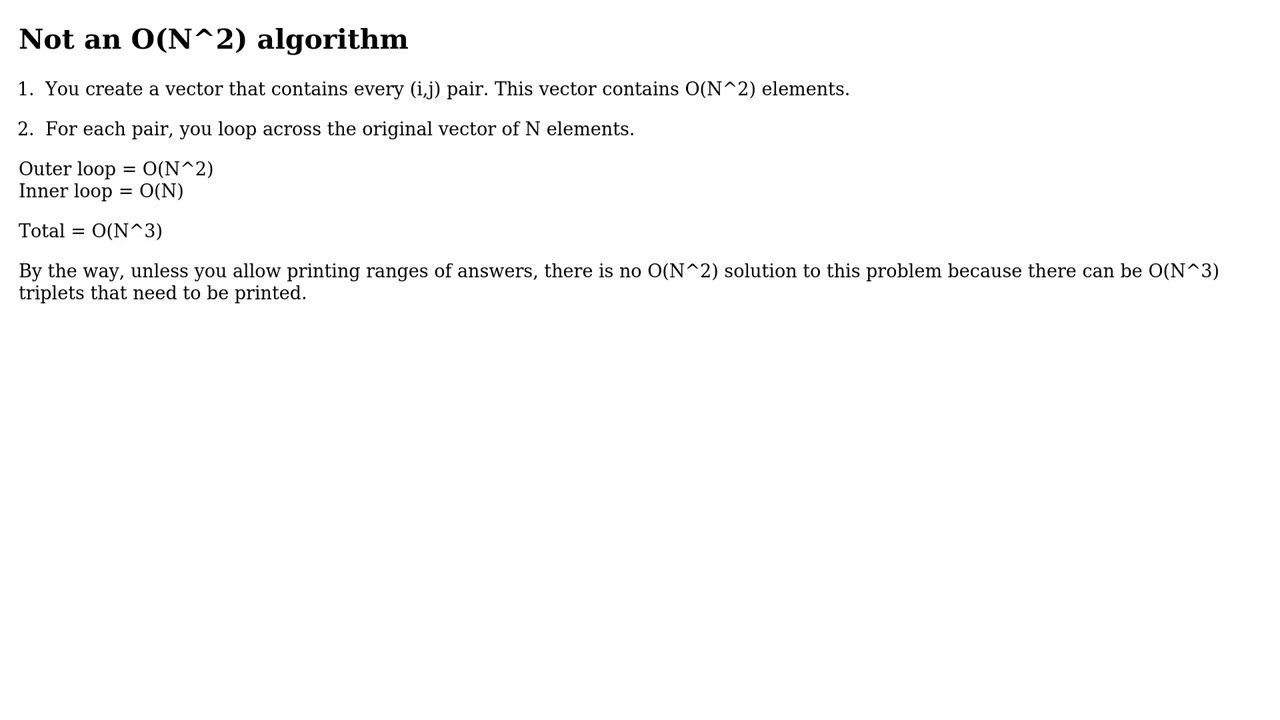 Not an O(N^2) algorithm
1. You create a vector that contains every (i,j) pair. This vector contains O(N^2) elements.
2. For each pair, you loop across the original vector of N elements.
Outer loop = O(N^2)
Inner loop = O(N)
Total = O(N^3)
By the way, unless you allow printing ranges of answers, there is no O(N^2) solution to this problem because there can be O(N^3)
triplets that need to be printed.